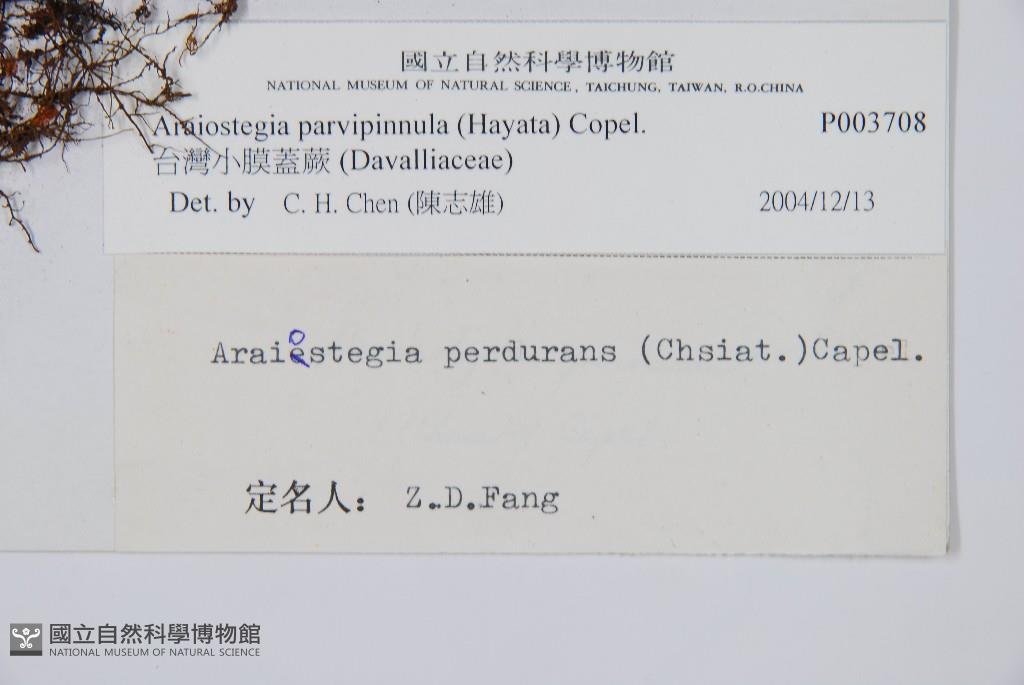 國立自然科學博物館
NATIONAL MUSEUM OF NATURAL SCIENCE, TAICHUNG, TAIWAN, R.O.CHINA
Araiostegia parvipinnula (Hayata) Copel. P003708
台灣小膜蓋蕨 (Davalliaceae)
Det. by C. H. Chen (陳志雄) 2004/12/13
Araiostegia perdurans (Chsiat.)Capel.
定名人: Z.D.Fang
國立自然科學博物館
NATIONAL MUSEUM OF NATURAL SCIENCE